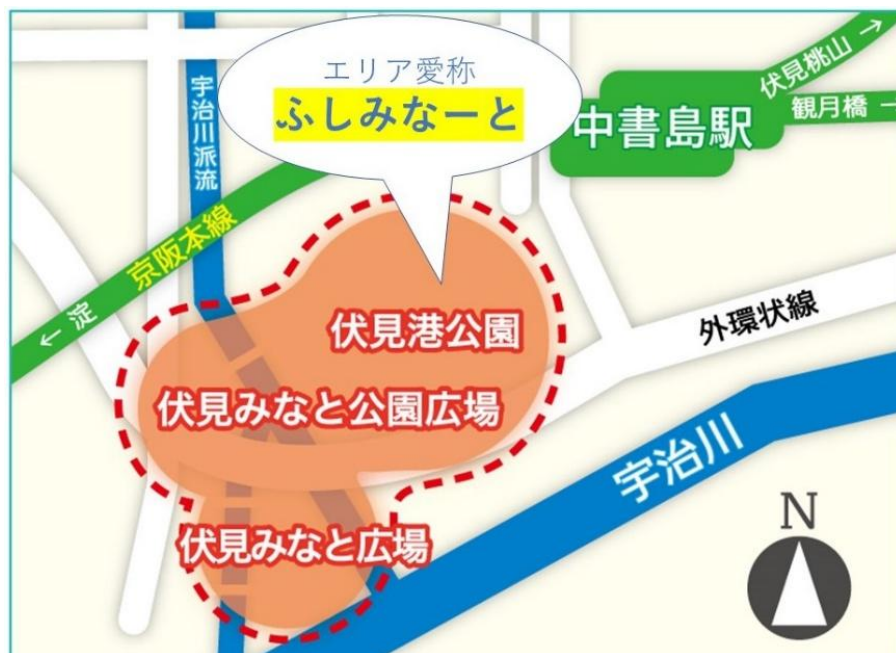 エリア愛称
ふしみなーと
宇治川派流
中書島駅
伏見桃山 →
観月橋 →
← 淀 京阪本線
伏見港公園
外環状線
伏見みなと公園広場
宇治川
伏見みなと広場
N